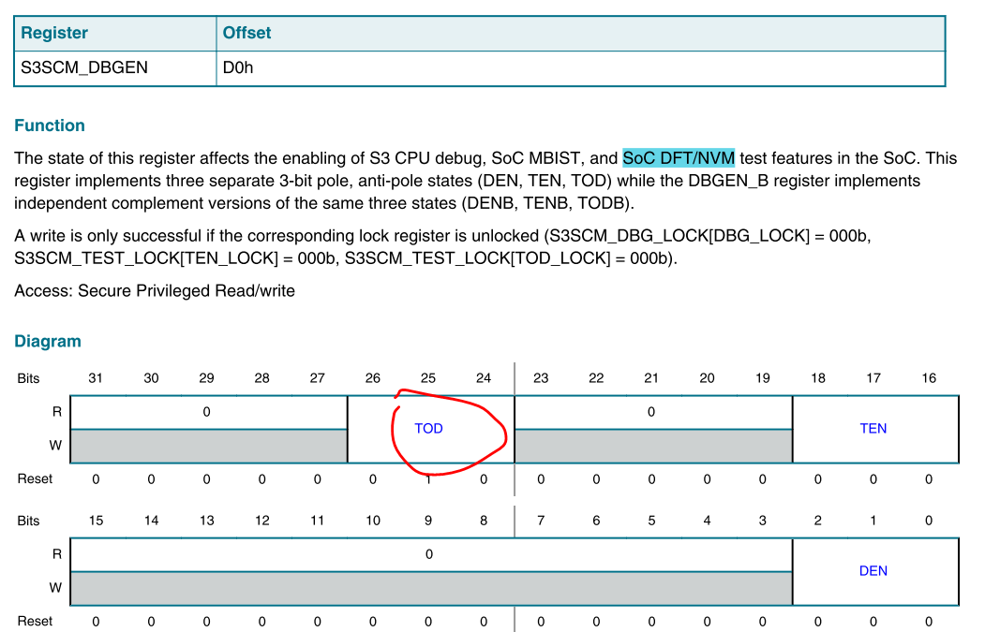 Register Offset
S3SCM_DBGEN D0h
Function
The state of this register affects the enabling of S3 CPU debug, SoC MBIST, and SoC DFT/NVM test features in the SoC. This
register implements three separate 3-bit pole, anti-pole states (DEN, TEN, TOD) while the DBGEN_B register implements
independent complement versions of the same three states (DENB, TENB, TODB).
A write is only successful if the corresponding lock register is unlocked (S3SCM_DBG_LOCK[DBG_LOCK] = 000b,
S3SCM_TEST_LOCK[TEN_LOCK] = 000b, S3SCM_TEST_LOCK[TOD_LOCK] = 000b).
Access: Secure Privileged Read/write
Diagram
Bits 31 30 29 28 27 26 25 24 23 22 21 20 19 18 17 16
R 0 TOD 0 TEN
W
Reset 0 0 0 0 0 0 1 0 0 0 0 0 0 0 0 0
Bits 15 14 13 12 11 10 9 8 7 6 5 4 3 2 1 0
R 0 DEN
W
Reset 0 0 0 0 0 0 0 0 0 0 0 0 0 0 0 0